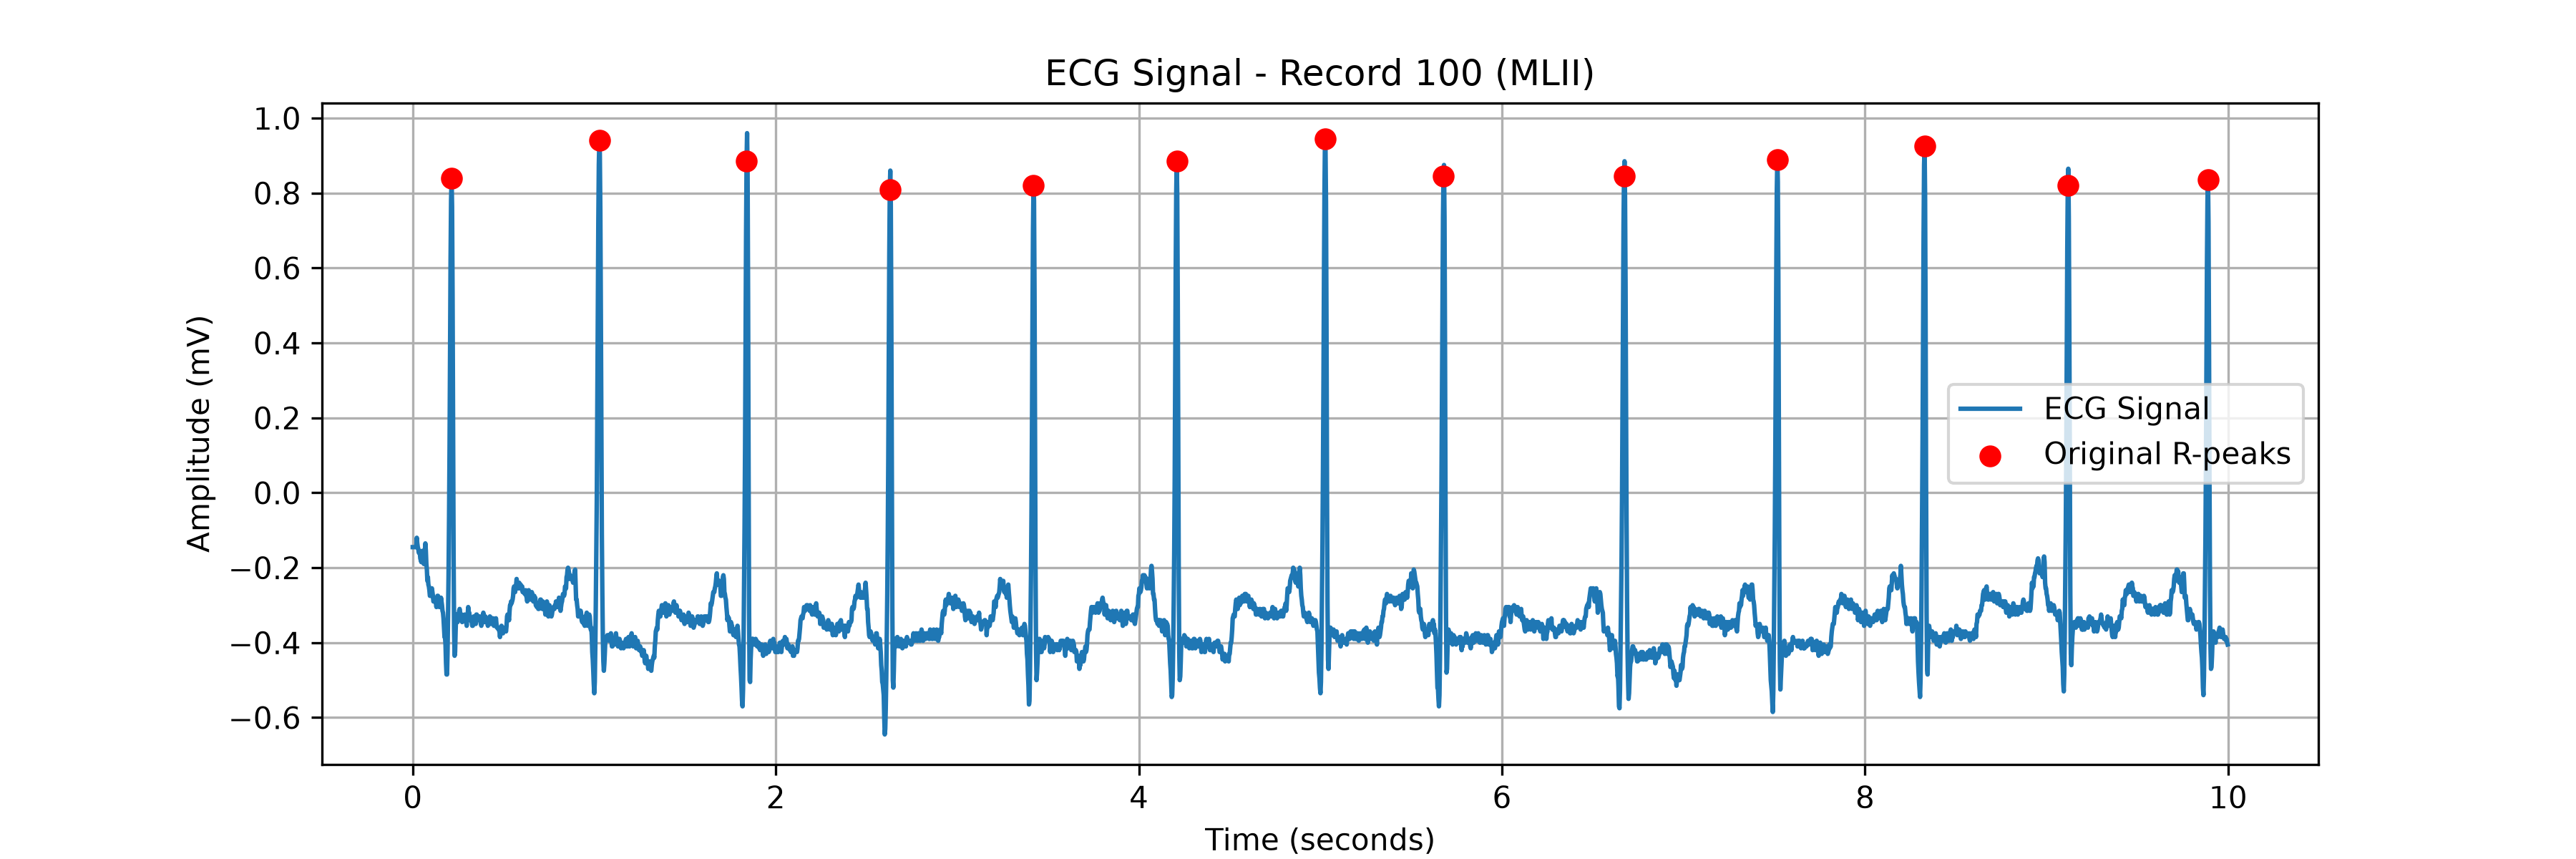 ECG Signal - Record 100 (MLII)
1.0
0.8
0.6
0.4
0.2
0.0
−0.2
−0.4
−0.6
Amplitude (mV)
ECG Signal
Original R-peaks
0 2 4 6 8 10
Time (seconds)